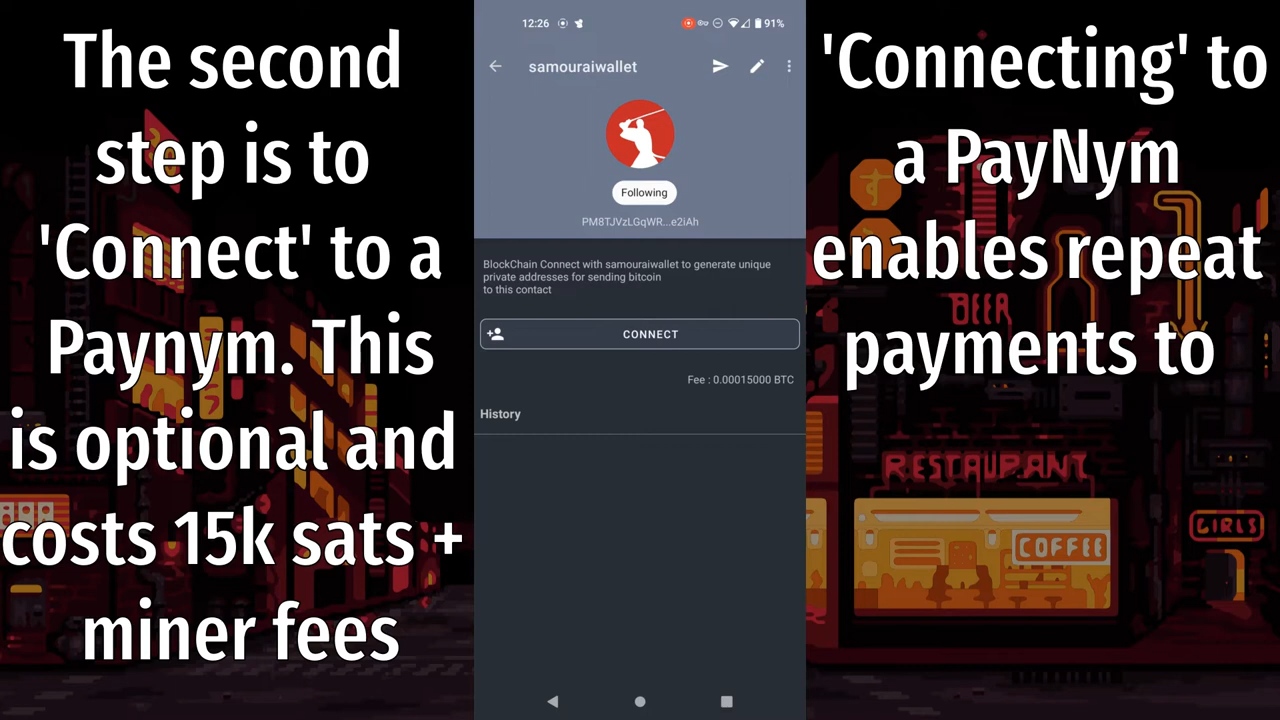 The second
step is to
'Connect' to a
Paynym. This
is optional and
costs 15k sats +
miner fees
12:26
91%
samouraiwallet
Following
PM8TJVzLGqWR...e2iAh
BlockChain Connect with samouraiwallet to generate unique
private addresses for sending bitcoin
to this contact
CONNECT
Fee : 0.00015000 BTC
History
'Connecting' to
a PayNym
enables repeat
payments to
BEER
RESTAURANT
COFFEE
GIRLS